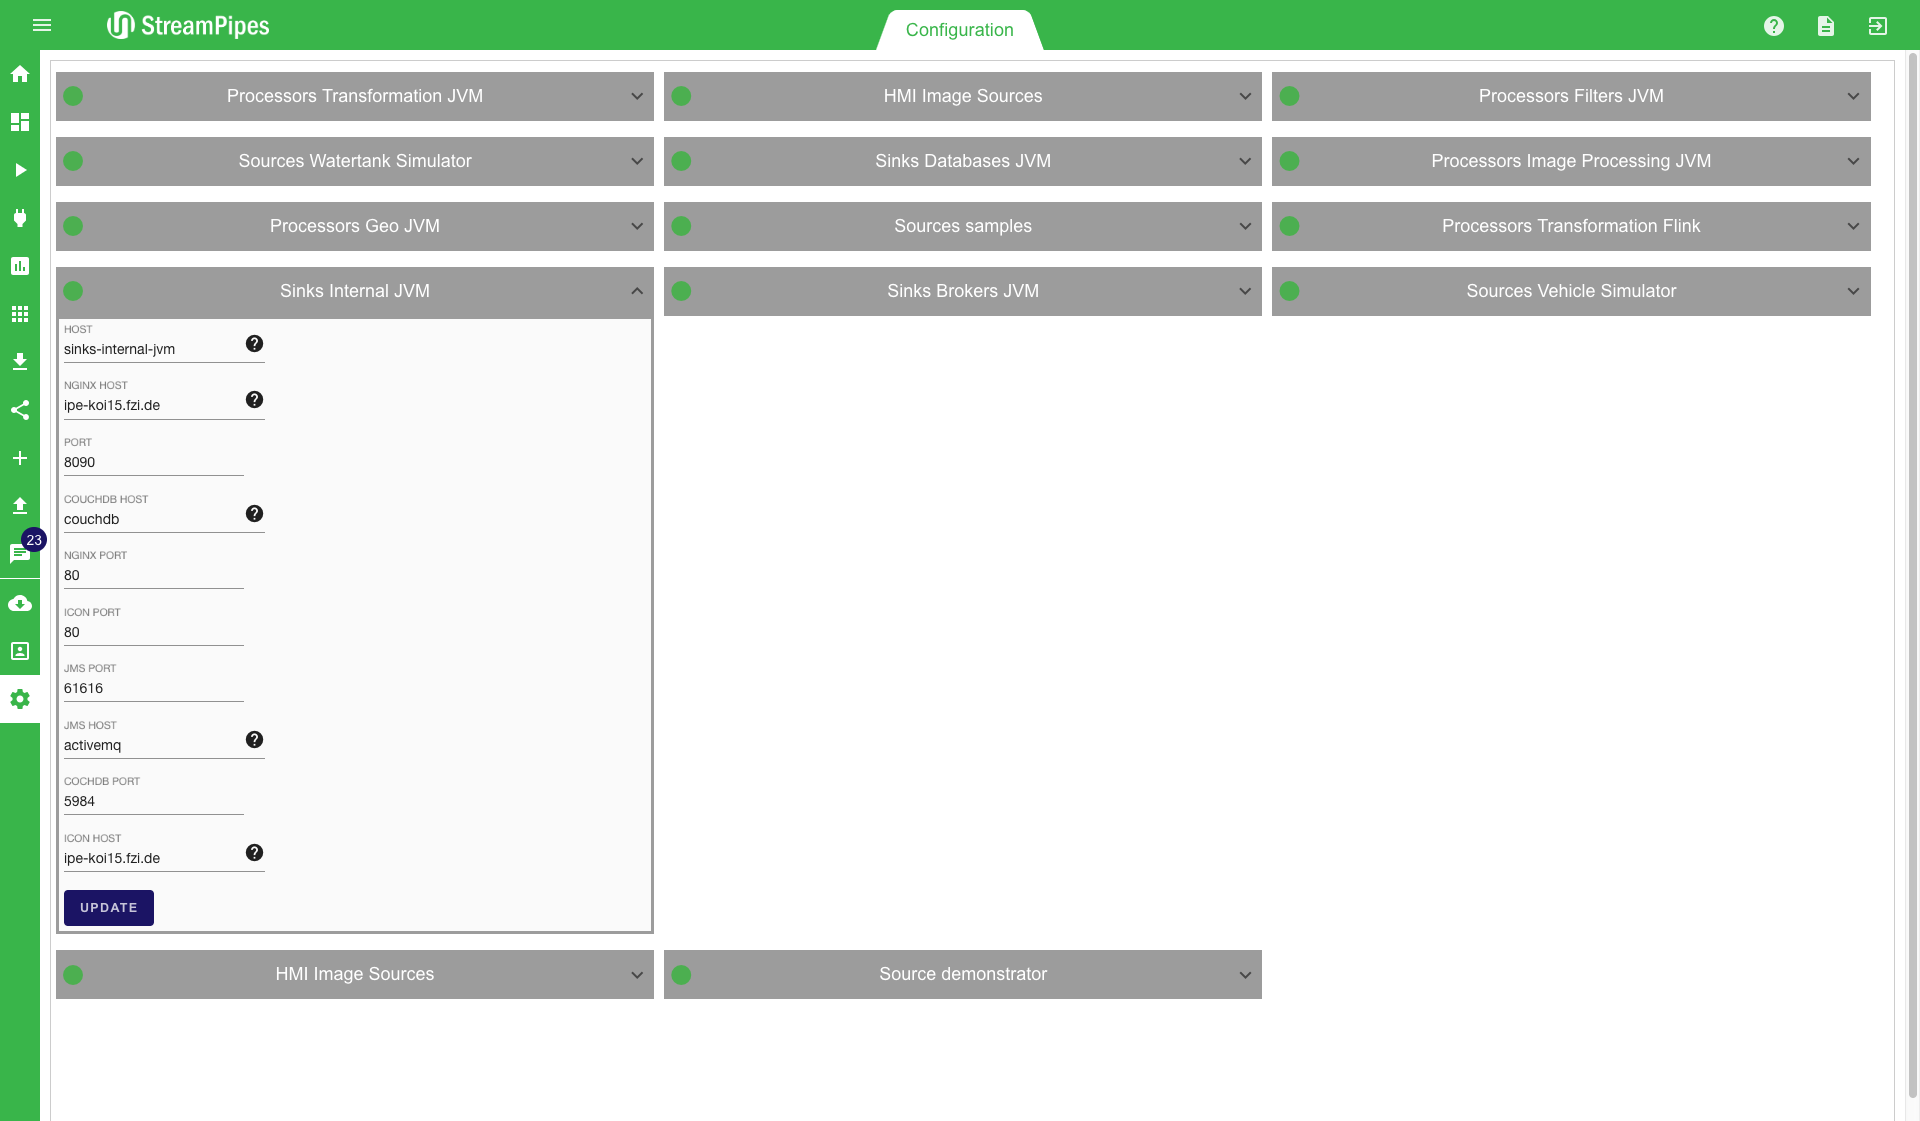 StreamPipes
Configuration
Processors Transformation JVM
HMI Image Sources
Processors Filters JVM
Sources Watertank Simulator
Sinks Databases JVM
Processors Image Processing JVM
Processors Geo JVM
Sources samples
Processors Transformation Flink
Sinks Internal JVM
Sinks Brokers JVM
Sources Vehicle Simulator
HOST
sinks-internal-jvm
NGINX HOST
ipe-koi15.fzi.de
PORT
8090
COUCHDB HOST
couchdb
NGINX PORT
80
ICON PORT
80
JMS PORT
61616
JMS HOST
activemq
COCHDB PORT
5984
ICON HOST
ipe-koi15.fzi.de
UPDATE
23
HMI Image Sources
Source demonstrator